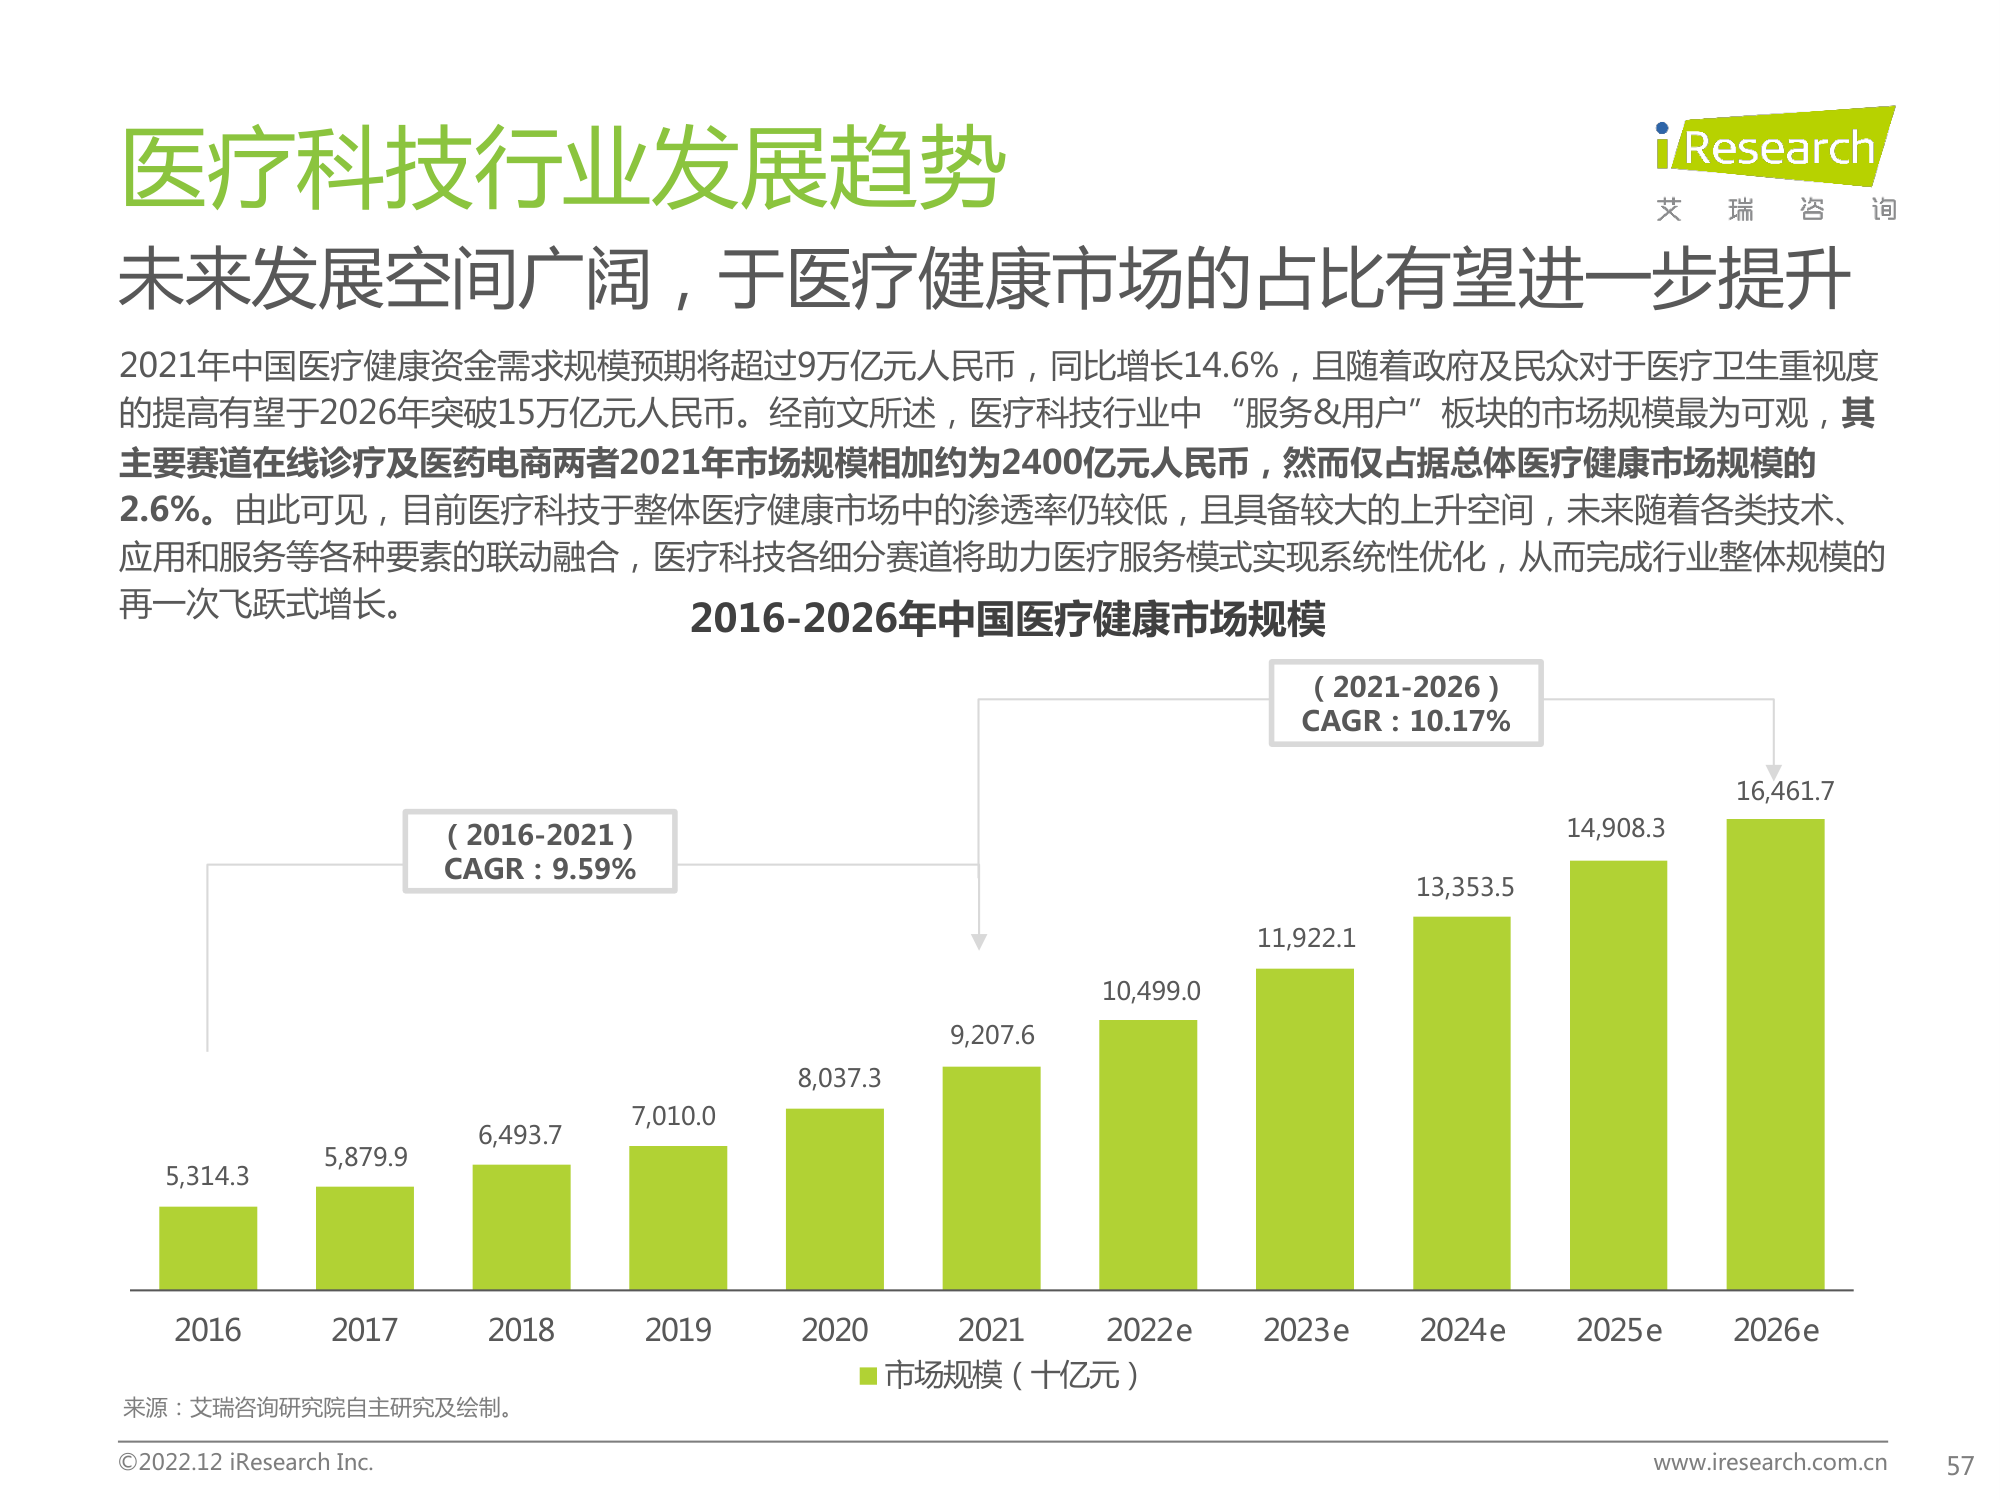 医疗科技行业发展趋势
iResearch
艾瑞咨询
未来发展空间广阔，于医疗健康市场的占比有望进一步提升
2021年中国医疗健康资金需求规模预期将超过9万亿元人民币，同比增长14.6%，且随着政府及民众对于医疗卫生重视度
的提高有望于2026年突破15万亿元人民币。经前文所述，医疗科技行业中 “服务&用户”板块的市场规模最为可观，其
主要赛道在线诊疗及医药电商两者2021年市场规模相加约为2400亿元人民币，然而仅占据总体医疗健康市场规模的
2.6%。由此可见，目前医疗科技于整体医疗健康市场中的渗透率仍较低，且具备较大的上升空间，未来随着各类技术、
应用和服务等各种要素的联动融合，医疗科技各细分赛道将助力医疗服务模式实现系统性优化，从而完成行业整体规模的
再一次飞跃式增长。
2016-2026年中国医疗健康市场规模
（2021-2026）
CAGR：10.17%
（2016-2021）
CAGR：9.59%
5,314.3
5,879.9
6,493.7
7,010.0
8,037.3
9,207.6
10,499.0
11,922.1
13,353.5
14,908.3
16,461.7
2016 2017 2018 2019 2020 2021 2022e 2023e 2024e 2025e 2026e
市场规模（十亿元）
来源：艾瑞咨询研究院自主研究及绘制。
©2022.12 iResearch Inc.
www.iresearch.com.cn
57